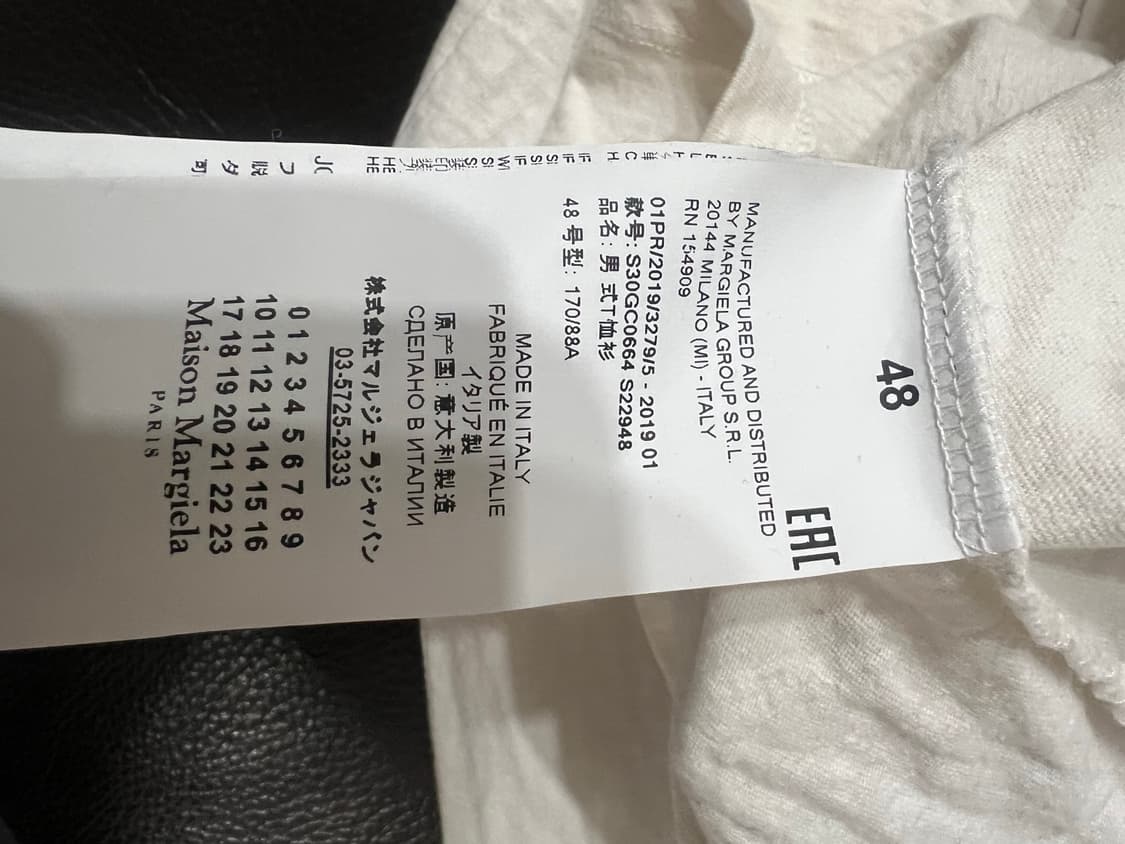 48
EAC
MANUFACTURED AND DISTRIBUTED
BY MARGIELA GROUP S.R.L.
20144 MILANO (MI) - ITALY
RN 154909
01PR/2019/3279/5 - 2019 01
款号: S30GC0664 S22948
品名: 男 式T恤衫
48 号型: 170/88A
MADE IN ITALY
FABRIQUÉ EN ITALIE
イタリア製
原产国: 意大利製造
СДЕЛАНО В ИТАЛИИ
株式会社マルジェラジャパン
03-5725-2333
0 1 2 3 4 5 6 7 8 9
10 11 12 13 14 15 16
17 18 19 20 21 22 23
Maison Margiela
PARIS